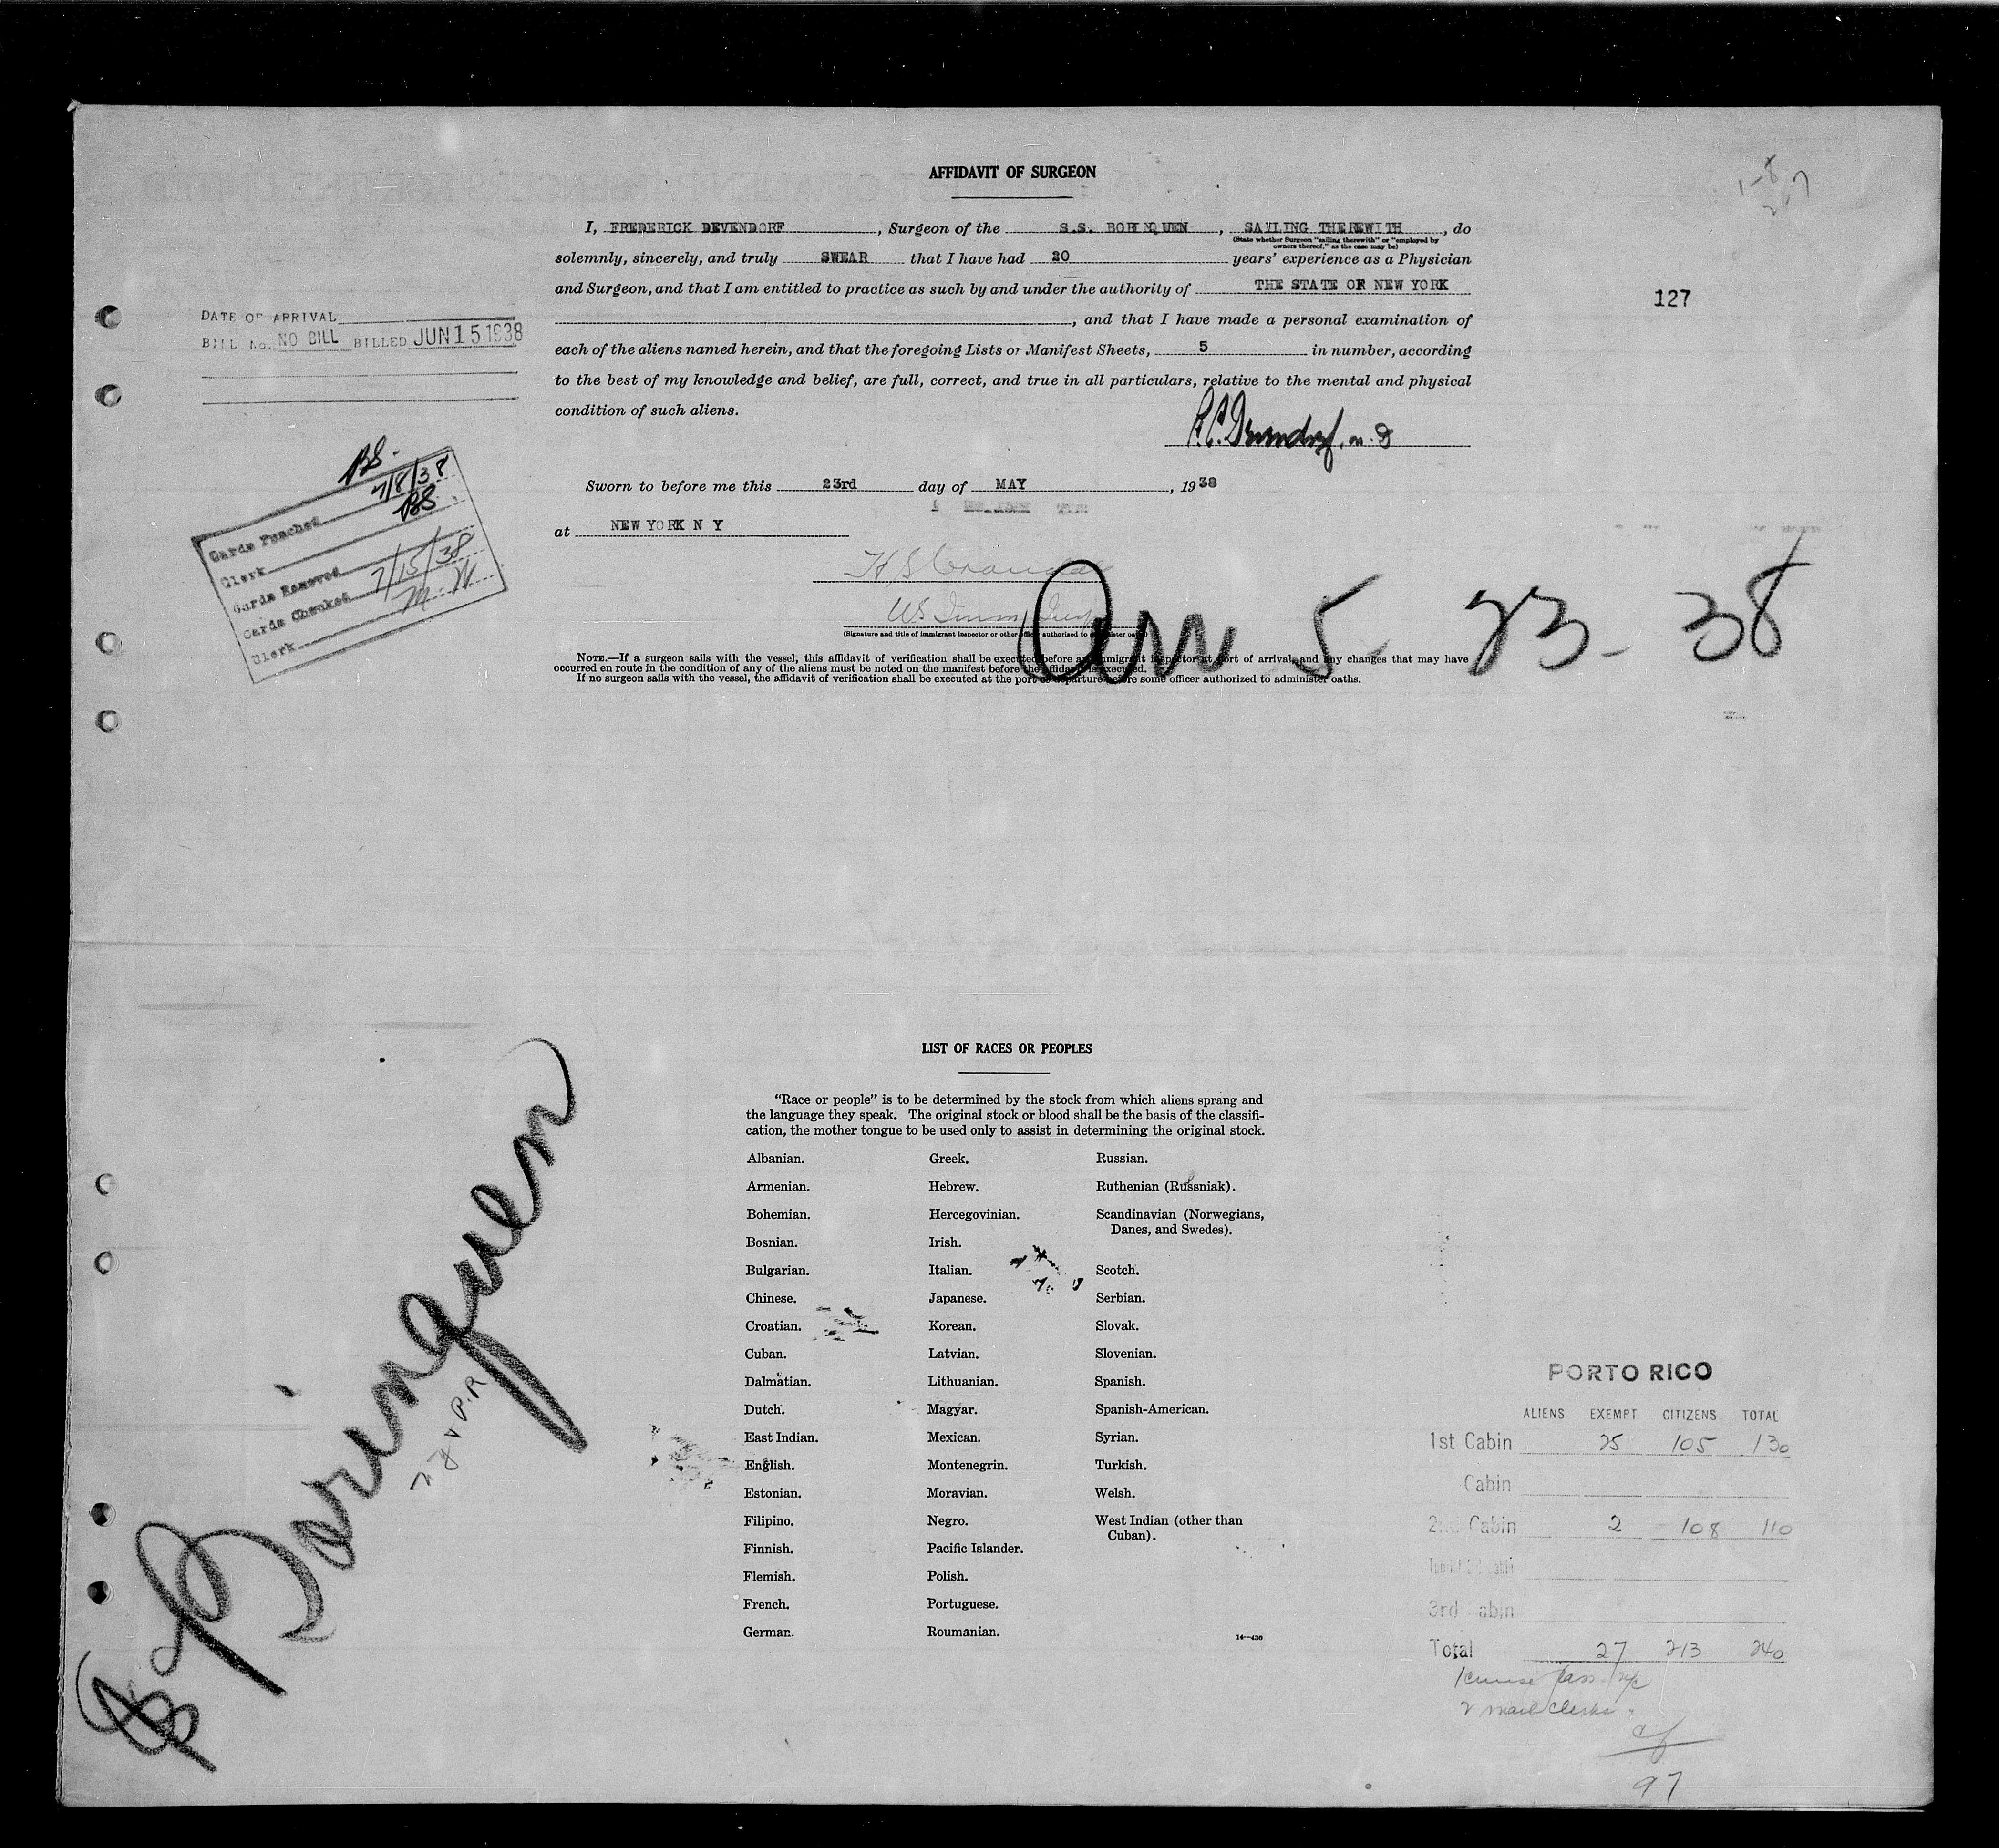 AFFIDAVIT OF SURGEON
1-8
I, FREDERICK DEVENDORF, Surgeon of the S.S. BORINQUEN, SAILING THEREWITH, do
(State whether Surgeon "sailing therewith" or "employed by
owners thereof," as the case may be)
solemnly, sincerely, and truly SWEAR that I have had 20 years' experience as a Physician
and Surgeon, and that I am entitled to practice as such by and under the authority of THE STATE OF NEW YORK
127
, and that I have made a personal examination of
each of the aliens named herein, and that the foregoing Lists or Manifest Sheets, 5 in number, according
to the best of my knowledge and belief, are full, correct, and true in all particulars, relative to the mental and physical
condition of such aliens.
DATE OF ARRIVAL
BILL No. NO BILL BILLED JUN 15 1938
Devendorf, M.D
Sworn to before me this 23rd day of MAY, 1938
at NEW YORK N Y
BS.
Cards Punched 7/8/38
Clerk BS
Cards Removed
Cards Checked 7/15/38
Clerk M. W
US Imm Insp
(Signature and title of immigrant inspector or other officer authorized to administer oaths)
Arr 5-23-38
NOTE.—If a surgeon sails with the vessel, this affidavit of verification shall be executed before an immigrant inspector at port of arrival, and any changes that may have
occurred en route in the condition of any of the aliens must be noted on the manifest before the affidavit is executed.
If no surgeon sails with the vessel, the affidavit of verification shall be executed at the port of departure before some officer authorized to administer oaths.
SS Borinquen
N.Y & P.R
LIST OF RACES OR PEOPLES
"Race or people" is to be determined by the stock from which aliens sprang and
the language they speak. The original stock or blood shall be the basis of the classifi-
cation, the mother tongue to be used only to assist in determining the original stock.
Albanian.
Armenian.
Bohemian.
Bosnian.
Bulgarian.
Chinese.
Croatian.
Cuban.
Dalmatian.
Dutch.
East Indian.
English.
Estonian.
Filipino.
Finnish.
Flemish.
French.
German.
Greek.
Hebrew.
Hercegovinian.
Irish.
Italian.
Japanese.
Korean.
Latvian.
Lithuanian.
Magyar.
Mexican.
Montenegrin.
Moravian.
Negro.
Pacific Islander.
Polish.
Portuguese.
Roumanian.
Russian.
Ruthenian (Russniak).
Scandinavian (Norwegians,
Danes, and Swedes).
Scotch.
Serbian.
Slovak.
Slovenian.
Spanish.
Spanish-American.
Syrian.
Turkish.
Welsh.
West Indian (other than
Cuban).
14—436
PORTO RICO
ALIENS EXEMPT CITIZENS TOTAL
1st Cabin 25 105 130
Cabin
2nd Cabin 2 108 110
3rd Cabin
Total 27 213 240
1 cruise pass
2 mail clerks
97